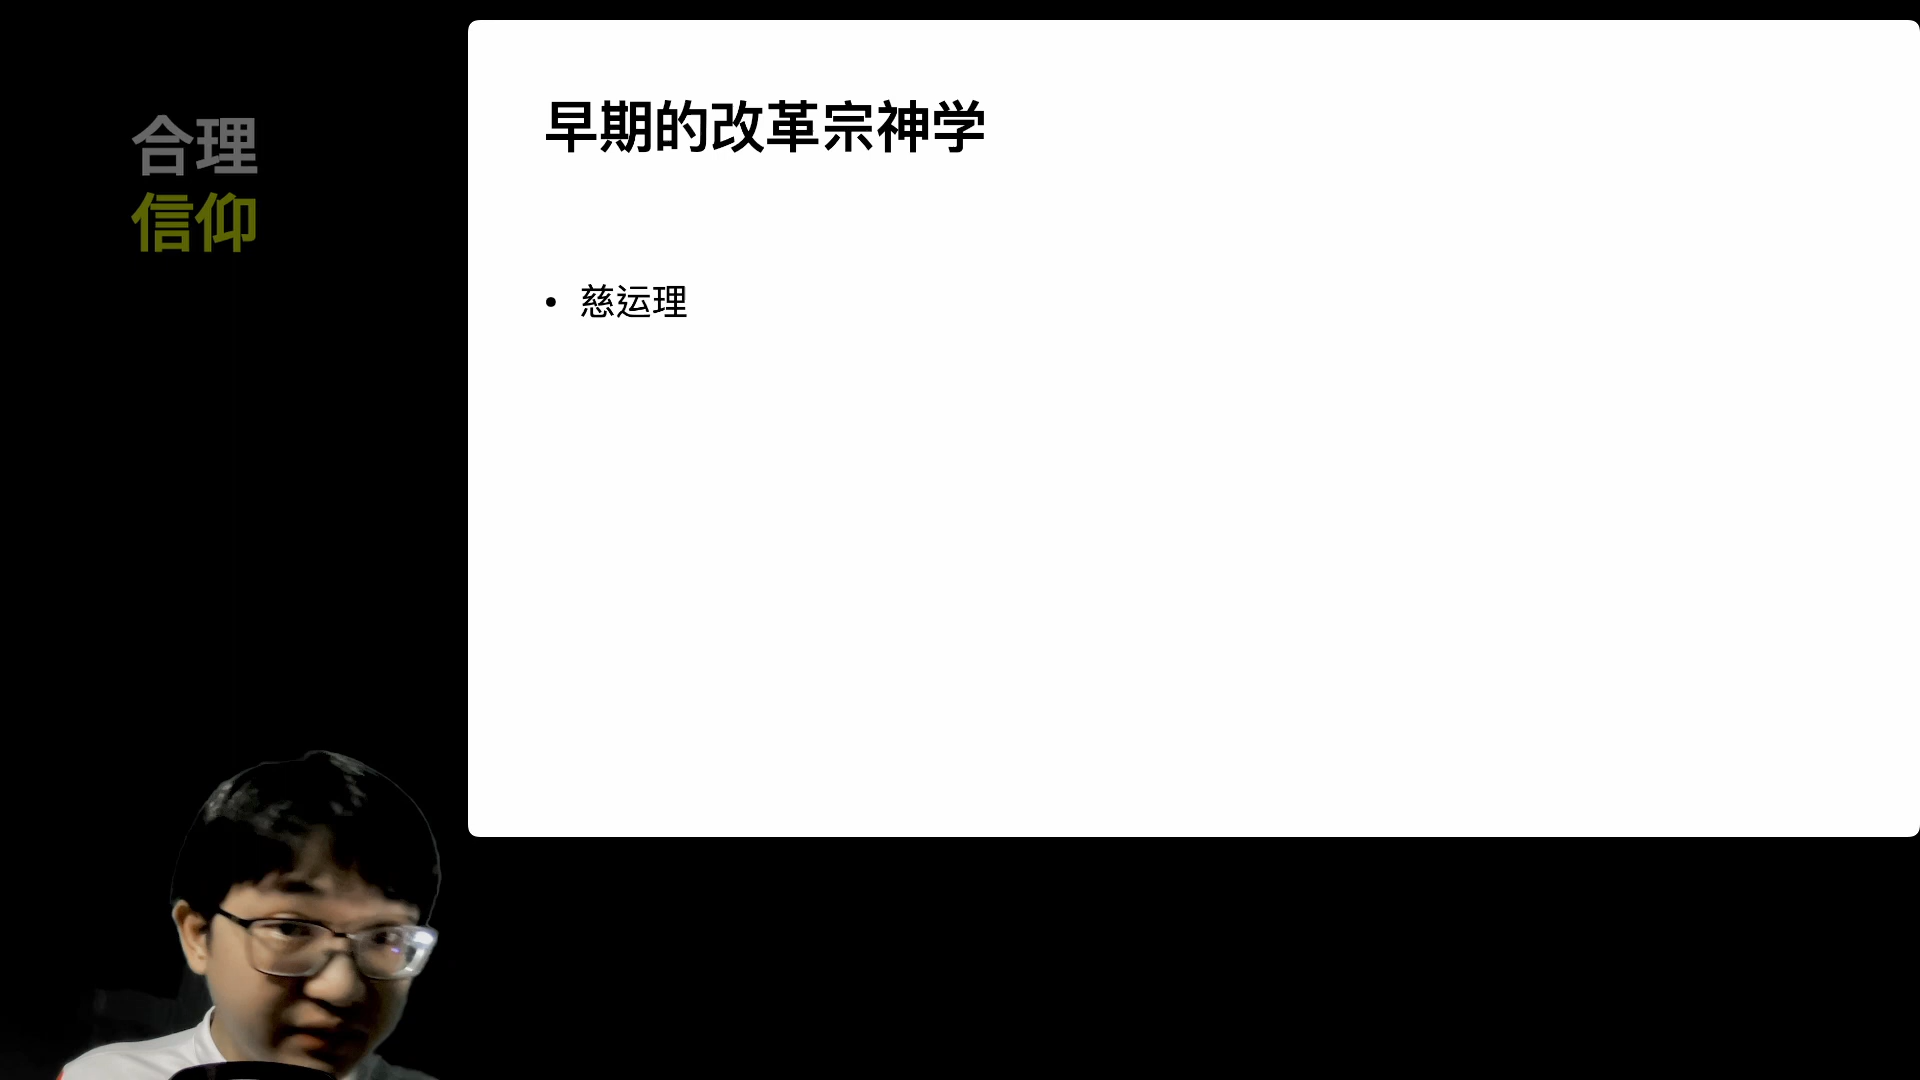 合理
信仰
早期的改革宗神学
• 慈运理